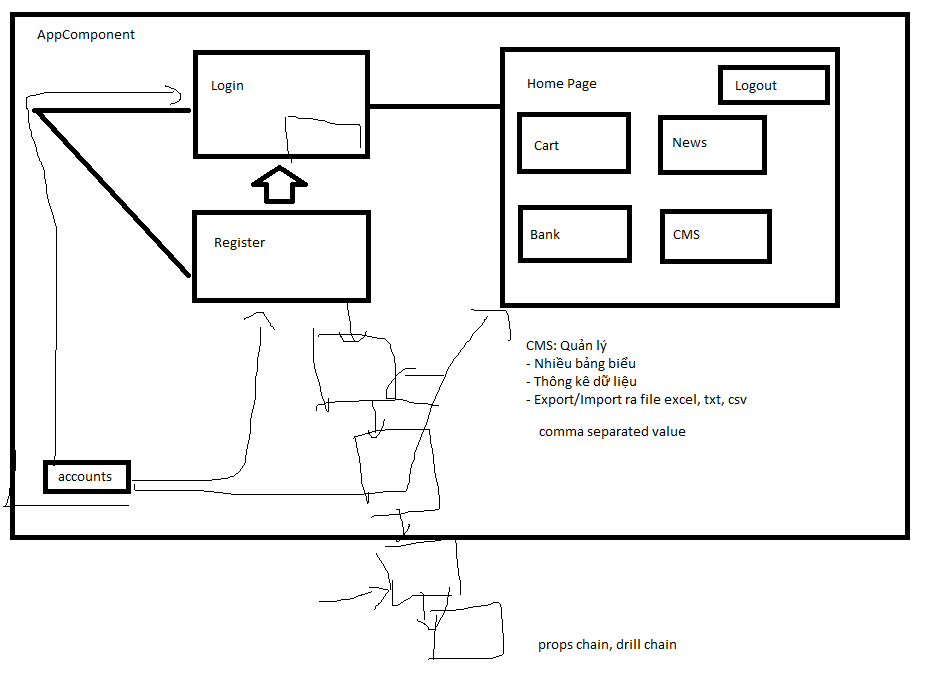 AppComponent
Login
Home Page
Logout
Cart
News
Register
Bank
CMS
CMS: Quản lý
- Nhiều bảng biểu
- Thông kê dữ liệu
- Export/Import ra file excel, txt, csv
comma separated value
accounts
props chain, drill chain